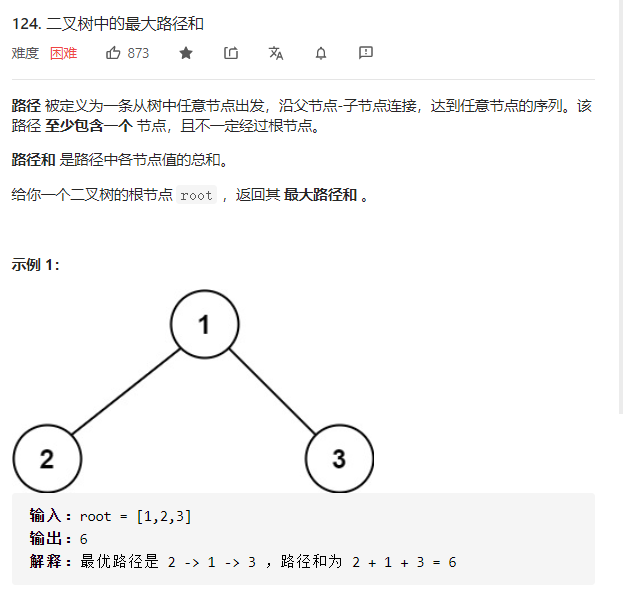 124. 二叉树中的最大路径和
难度 困难 873
路径 被定义为一条从树中任意节点出发，沿父节点-子节点连接，达到任意节点的序列。该
路径 至少包含一个 节点，且不一定经过根节点。
路径和 是路径中各节点值的总和。
给你一个二叉树的根节点 root ，返回其 最大路径和 。
示例 1：
1
2 3
输入：root = [1,2,3]
输出：6
解释：最优路径是 2 -> 1 -> 3 ，路径和为 2 + 1 + 3 = 6